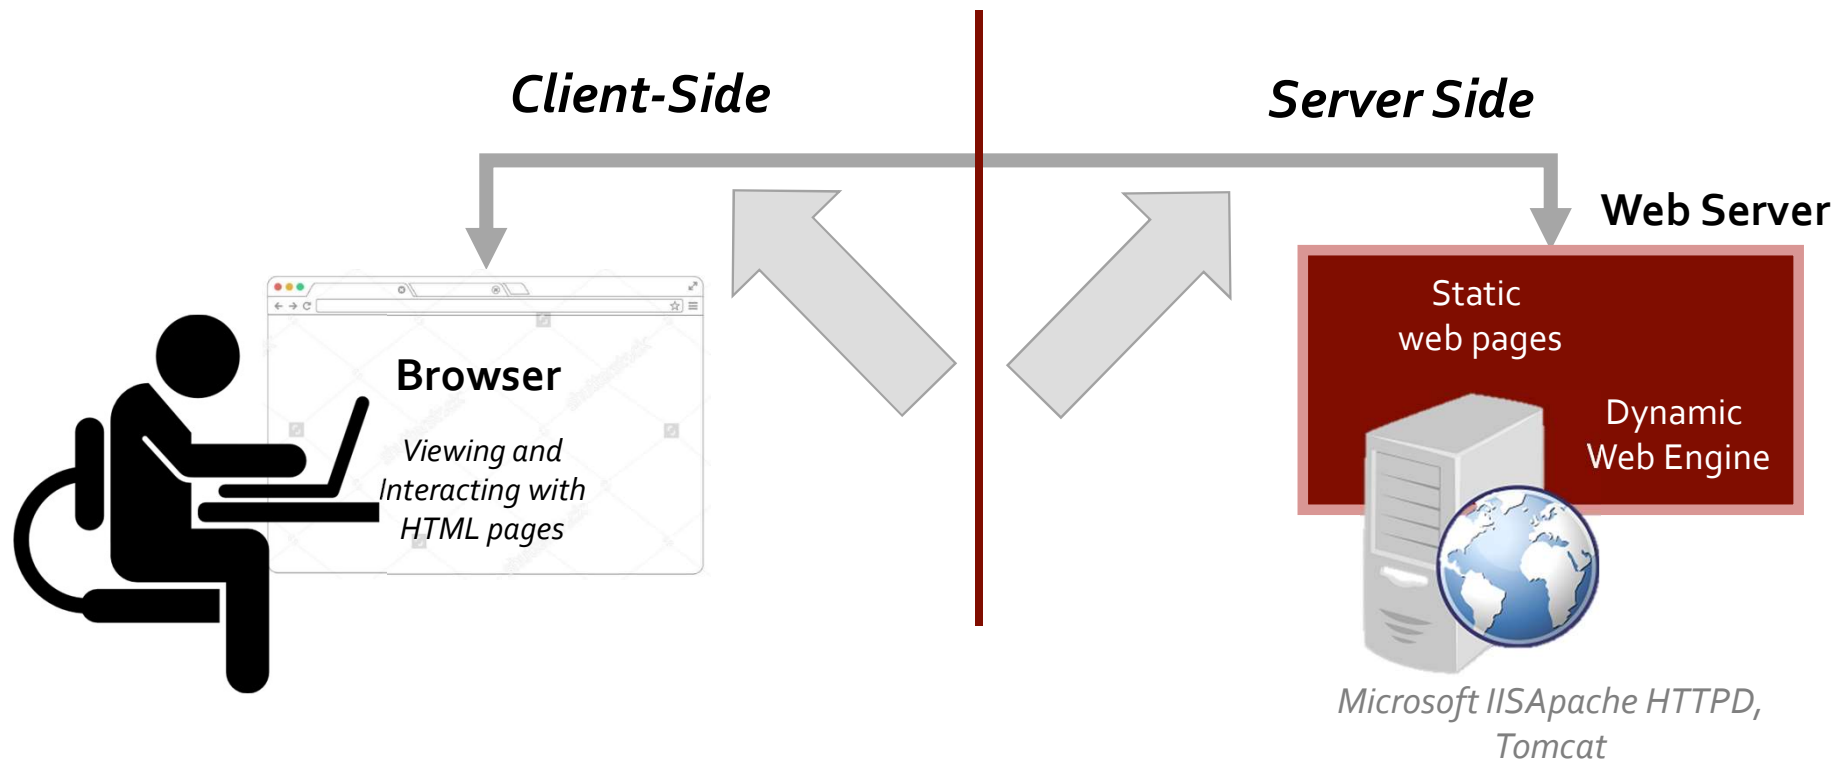 Client-Side
Server Side
Web Server
Static
web pages
Dynamic
Web Engine
Browser
Viewing and
Interacting with
HTML pages
Microsoft IISApache HTTPD,
Tomcat